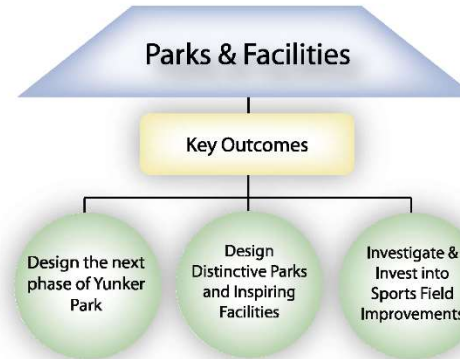 Parks & Facilities
Key Outcomes
Design the next
phase of Yunker
Park
Design
Distinctive Parks
and Inspiring
Facilities
Investigate &
Invest into
Sports Field
Improvements